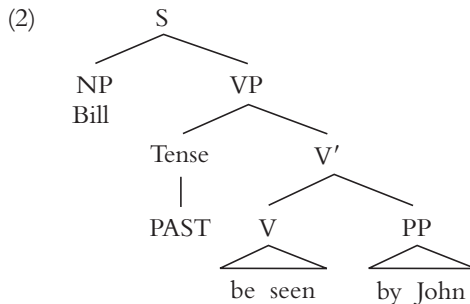 (2) S
NP VP
Bill
Tense V′
PAST V PP
be seen by John